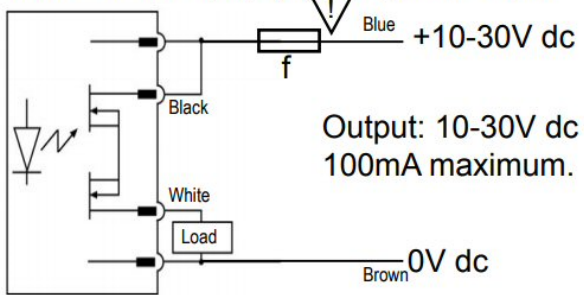 !
Blue
+10-30V dc
f
Black
Output: 10-30V dc
100mA maximum.
White
Load
Brown
0V dc